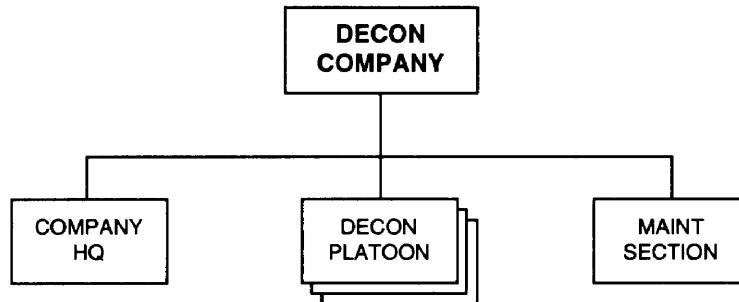 DECON
COMPANY
COMPANY
HQ
DECON
PLATOON
MAINT
SECTION